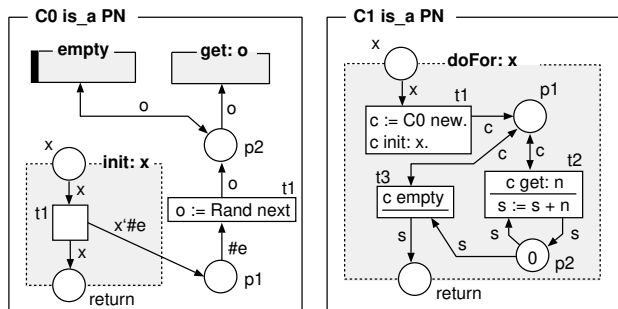 C0 is_a PN
empty
get: o
o
o
x
init: x
p2
x
o
t1
t1
o := Rand next
x
x‘#e
#e
p1
return
C1 is_a PN
x
doFor: x
x
t1
p1
c := C0 new.
c init: x.
c
c
c
t2
t3
c empty
c get: n
s := s + n
s
s
s
s
0
p2
return